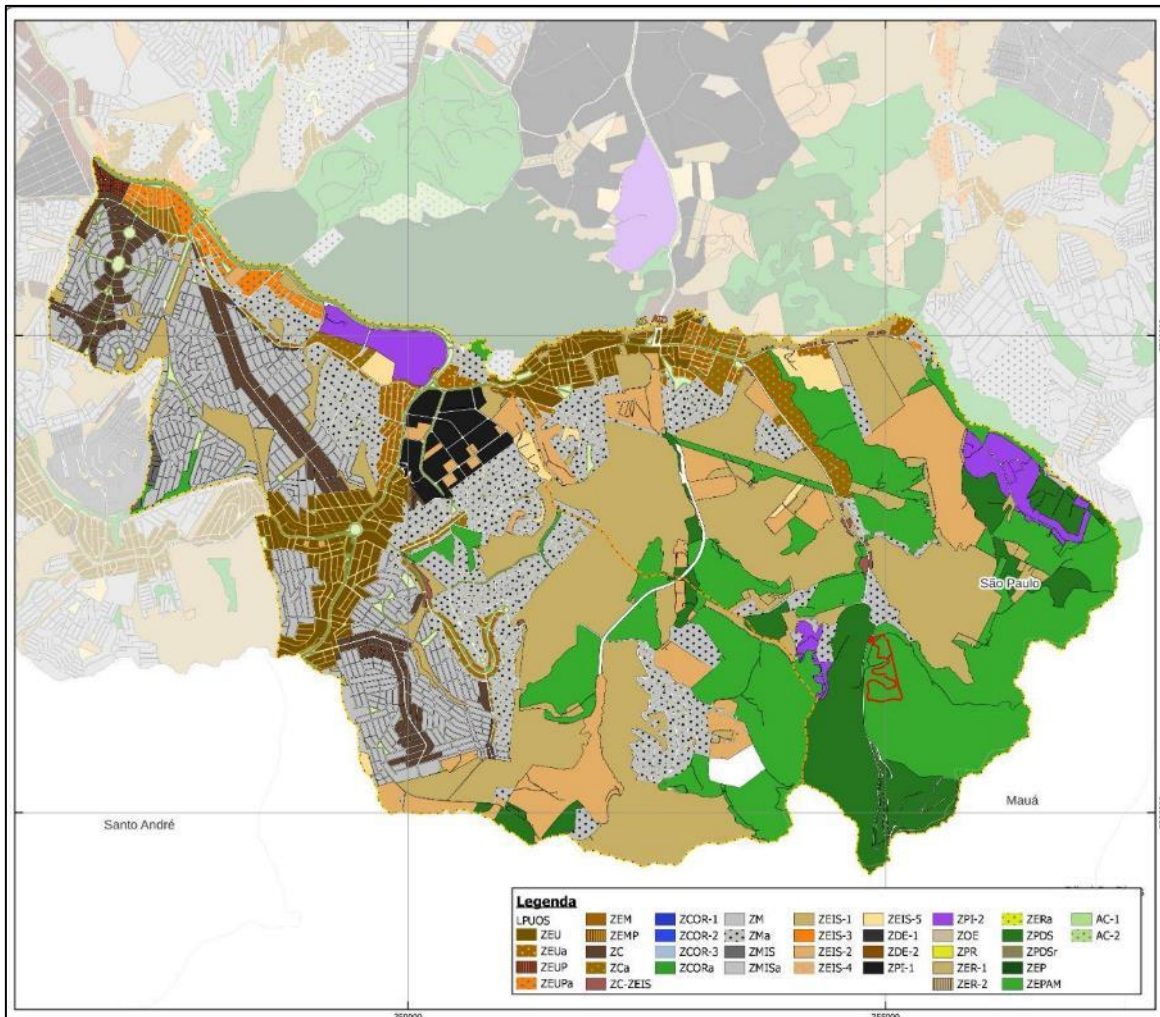 São Paulo
Mauá
Santo André
Legenda
LPUOS
ZEU
ZEUa
ZEUP
ZEUPa
ZEM
ZEMP
ZC
ZCa
ZC-ZEIS
ZCOR-1
ZCOR-2
ZCOR-3
ZCORa
ZM
ZMa
ZMIS
ZMISa
ZEIS-1
ZEIS-3
ZEIS-2
ZEIS-4
ZEIS-5
ZDE-1
ZDE-2
ZPI-1
ZPI-2
ZOE
ZPR
ZER-1
ZER-2
ZERa
ZPDS
ZPDSr
ZEP
ZEPAM
AC-1
AC-2